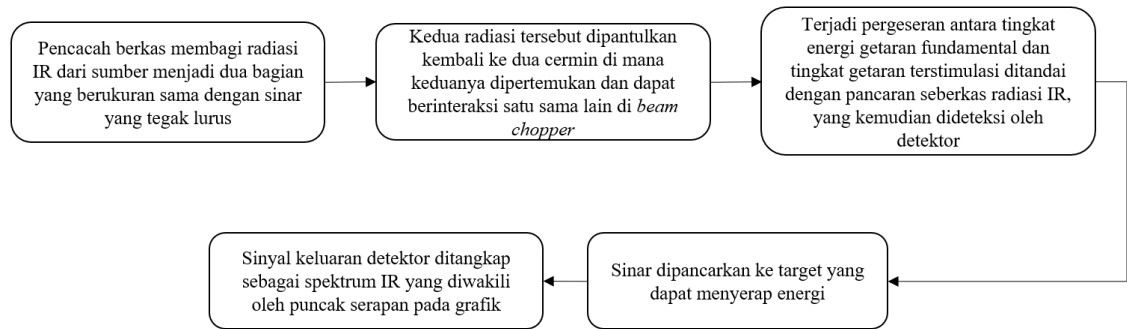 Pencacah berkas membagi radiasi
IR dari sumber menjadi dua bagian
yang berukuran sama dengan sinar
yang tegak lurus
Kedua radiasi tersebut dipantulkan
kembali ke dua cermin di mana
keduanya dipertemukan dan dapat
berinteraksi satu sama lain di beam
chopper
Terjadi pergeseran antara tingkat
energi getaran fundamental dan
tingkat getaran terstimulasi ditandai
dengan pancaran seberkas radiasi IR,
yang kemudian dideteksi oleh
detektor
Sinar dipancarkan ke target yang
dapat menyerap energi
Sinyal keluaran detektor ditangkap
sebagai spektrum IR yang diwakili
oleh puncak serapan pada grafik